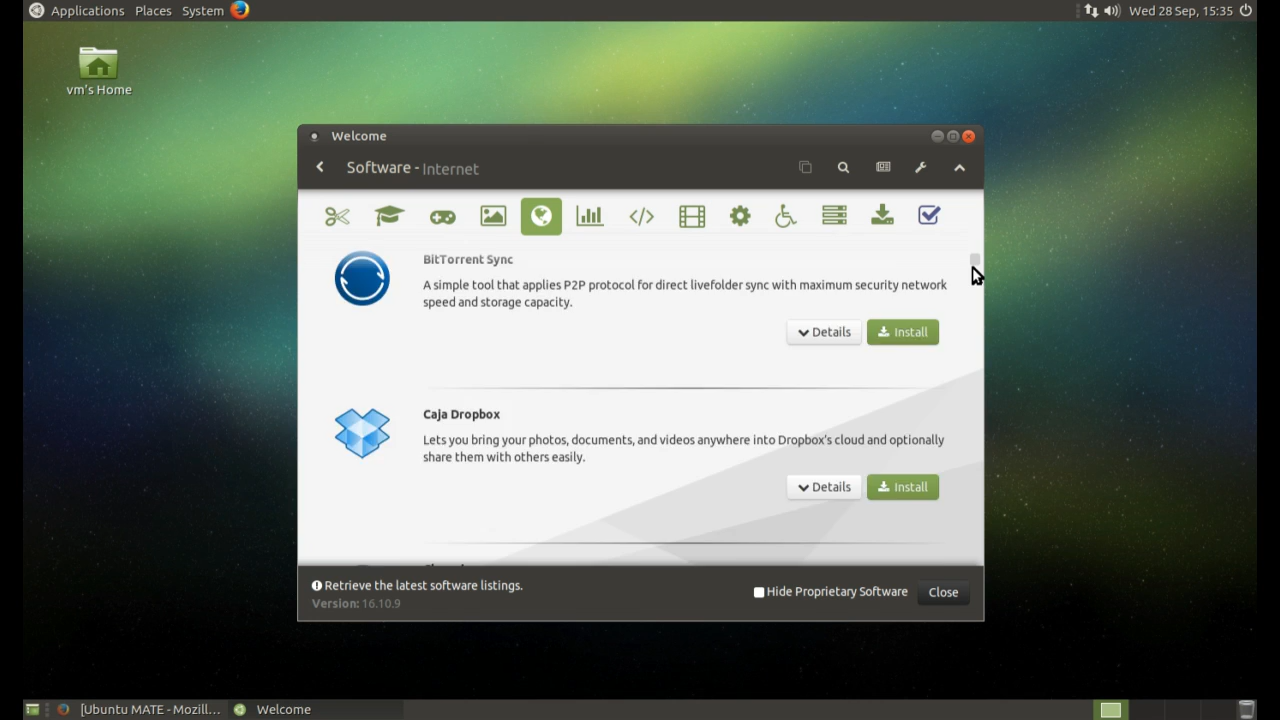 Applications Places System
Wed 28 Sep, 15:35
vm's Home
Welcome
Software - Internet
BitTorrent Sync
A simple tool that applies P2P protocol for direct livefolder sync with maximum security network
speed and storage capacity.
Details Install
Caja Dropbox
Lets you bring your photos, documents, and videos anywhere into Dropbox's cloud and optionally
share them with others easily.
Details Install
Retrieve the latest software listings.
Version: 16.10.9
Hide Proprietary Software Close
[Ubuntu MATE - Mozill... Welcome